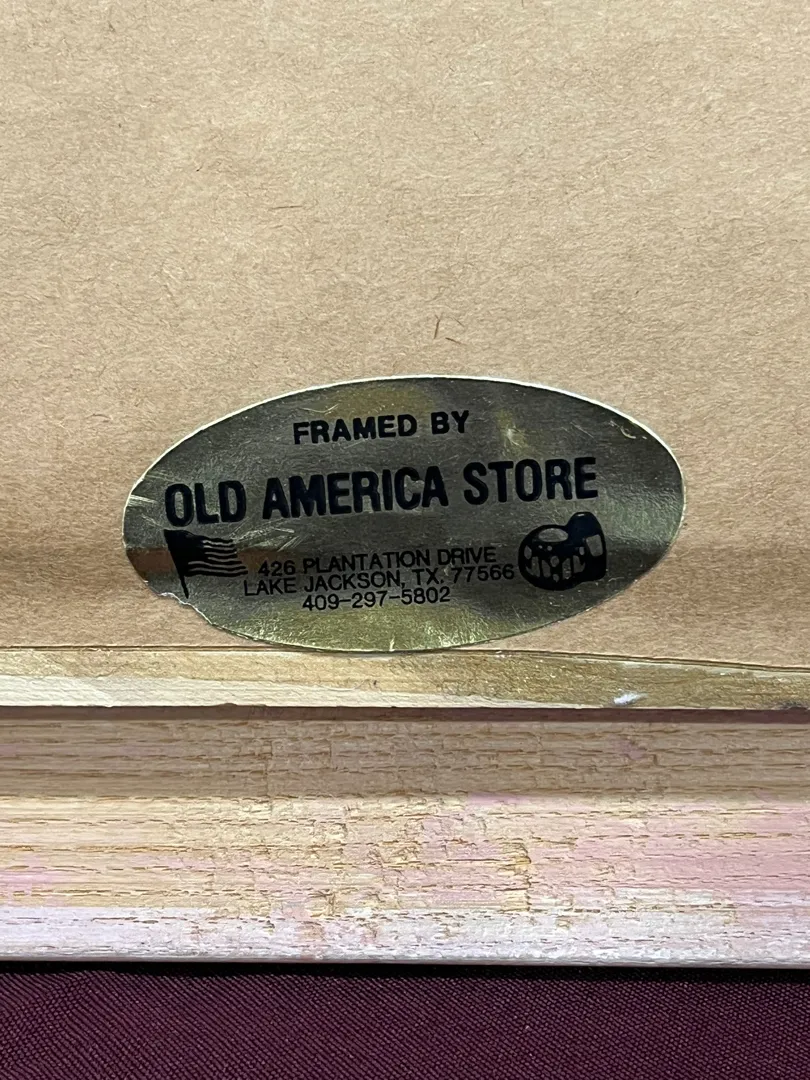 FRAMED BY
OLD AMERICA STORE
426 PLANTATION DRIVE
LAKE JACKSON, TX. 77566
409-297-5802